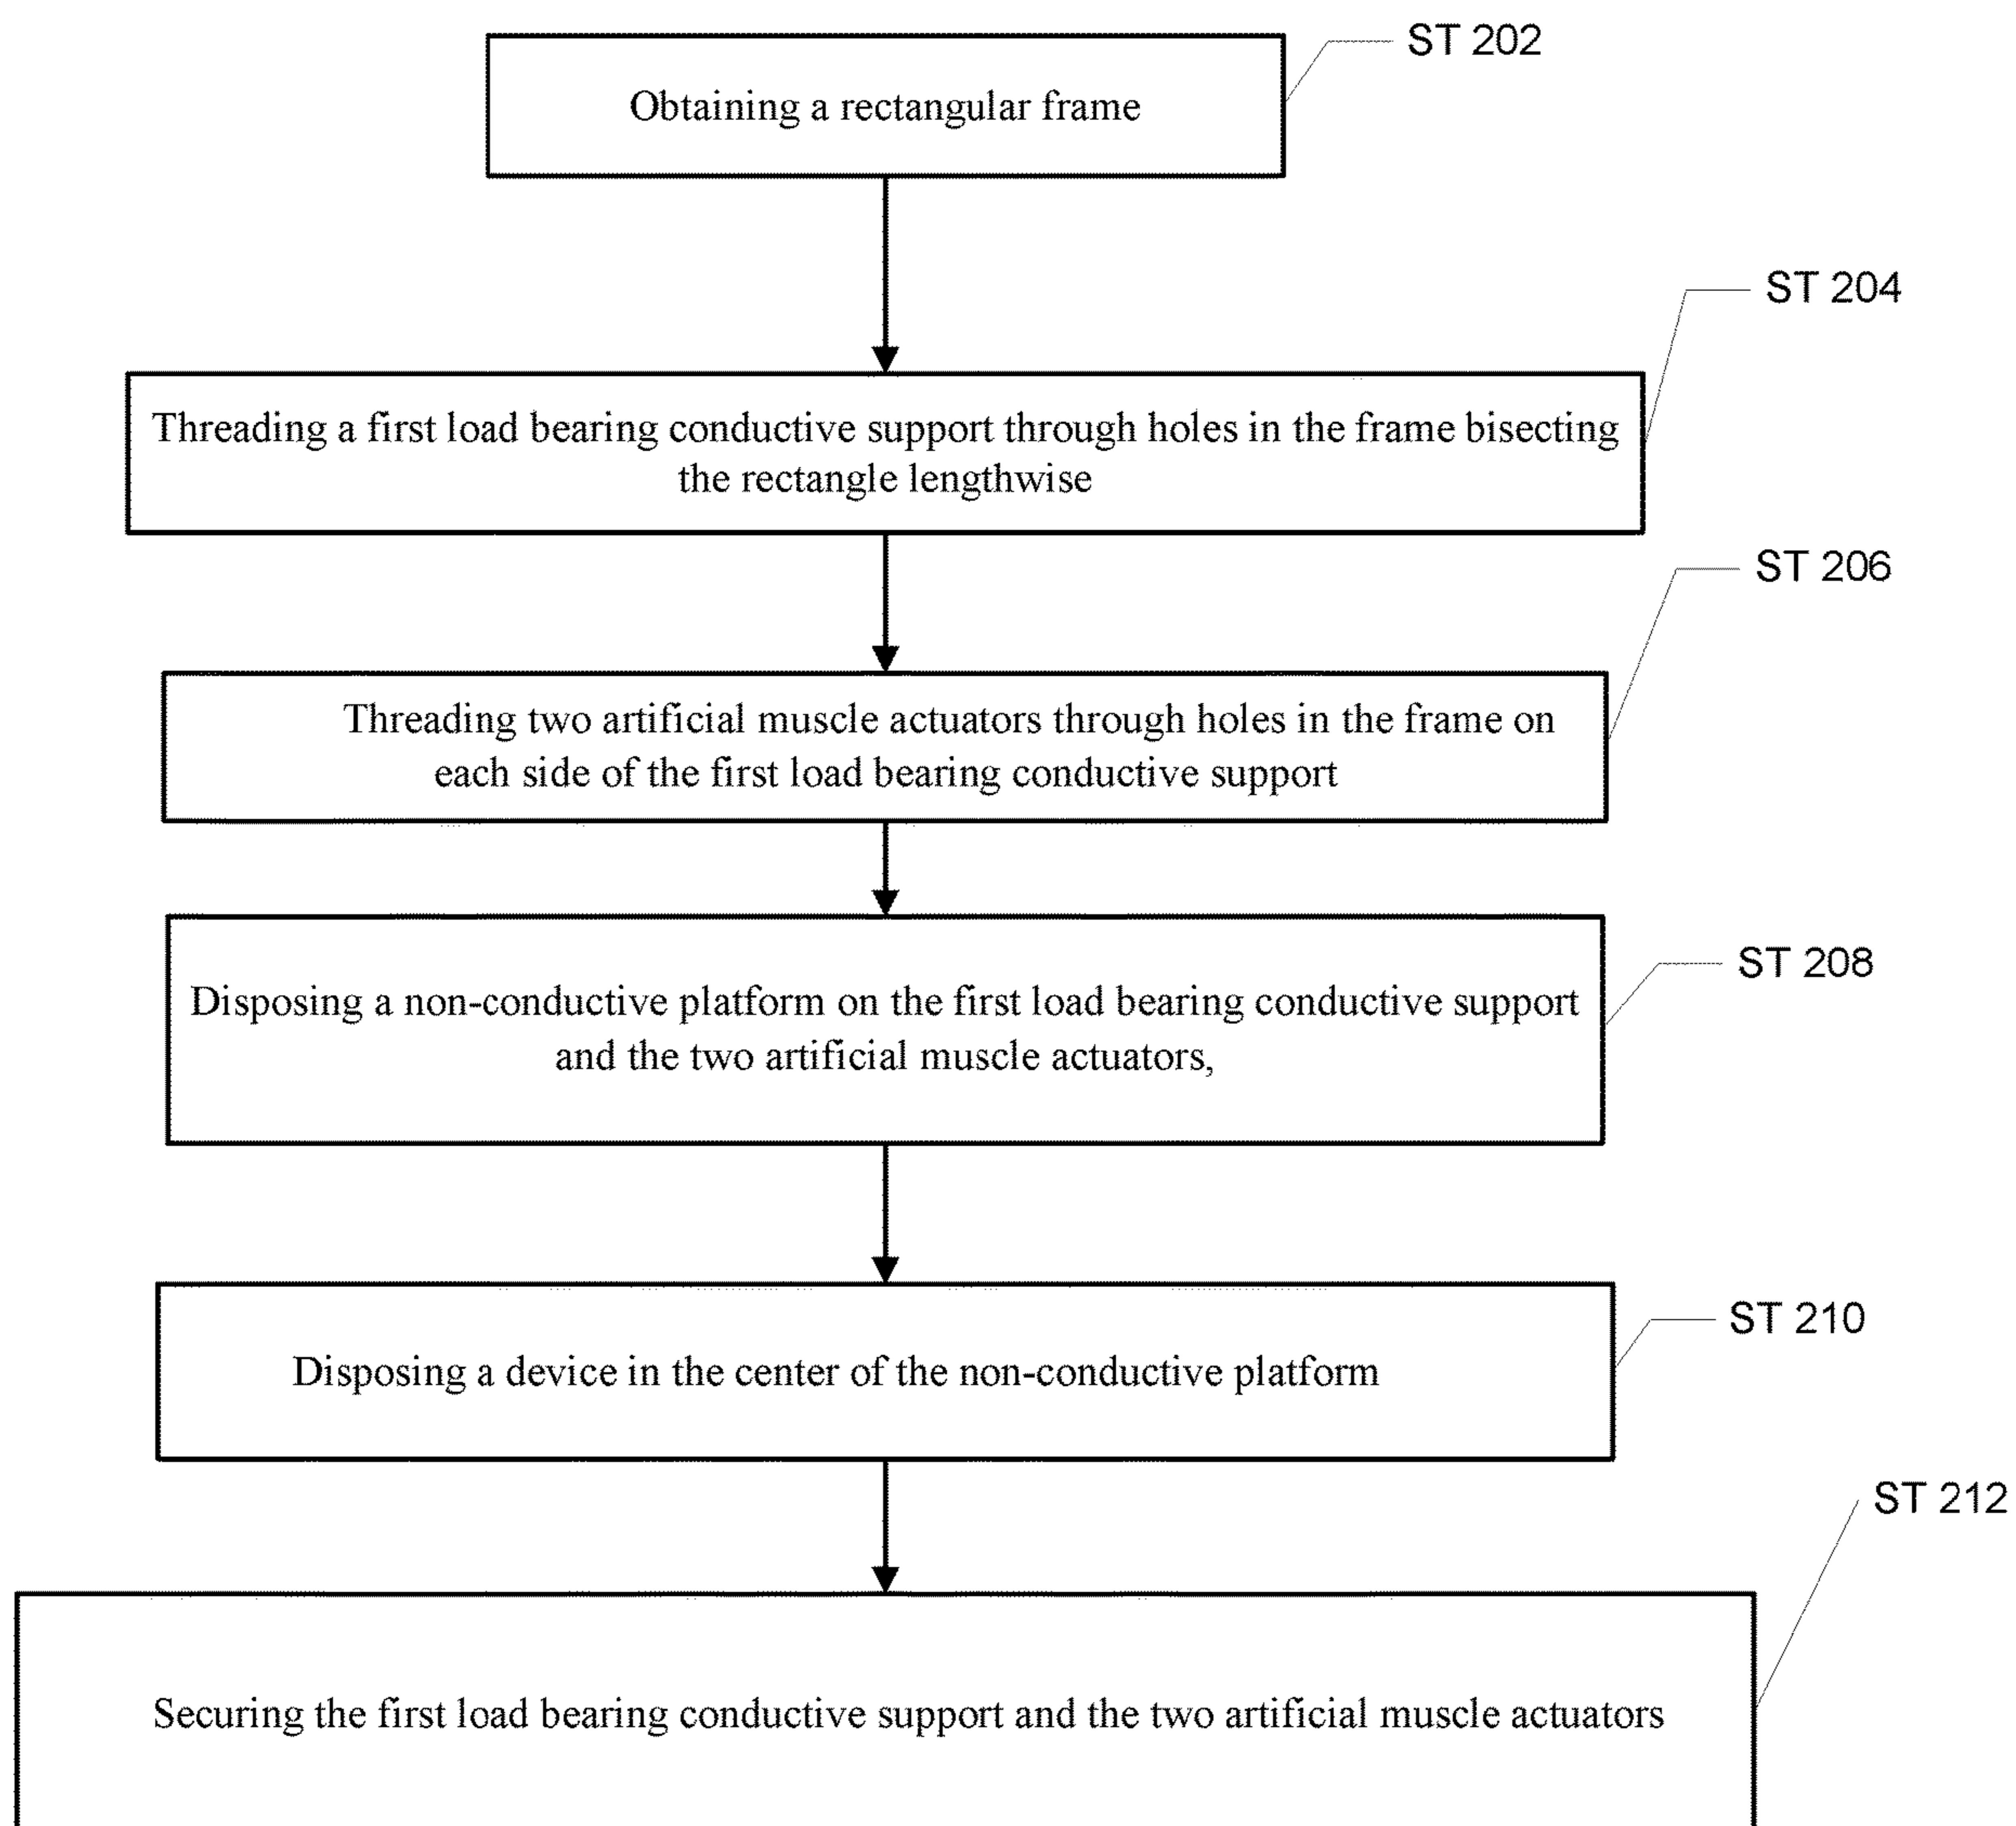 ST 202
Obtaining a rectangular frame
ST 204
Threading a first load bearing conductive support through holes in the frame bisecting
the rectangle lengthwise
ST 206
Threading two artificial muscle actuators through holes in the frame on
each side of the first load bearing conductive support
ST 208
Disposing a non-conductive platform on the first load bearing conductive support
and the two artificial muscle actuators,
ST 210
Disposing a device in the center of the non-conductive platform
ST 212
Securing the first load bearing conductive support and the two artificial muscle actuators